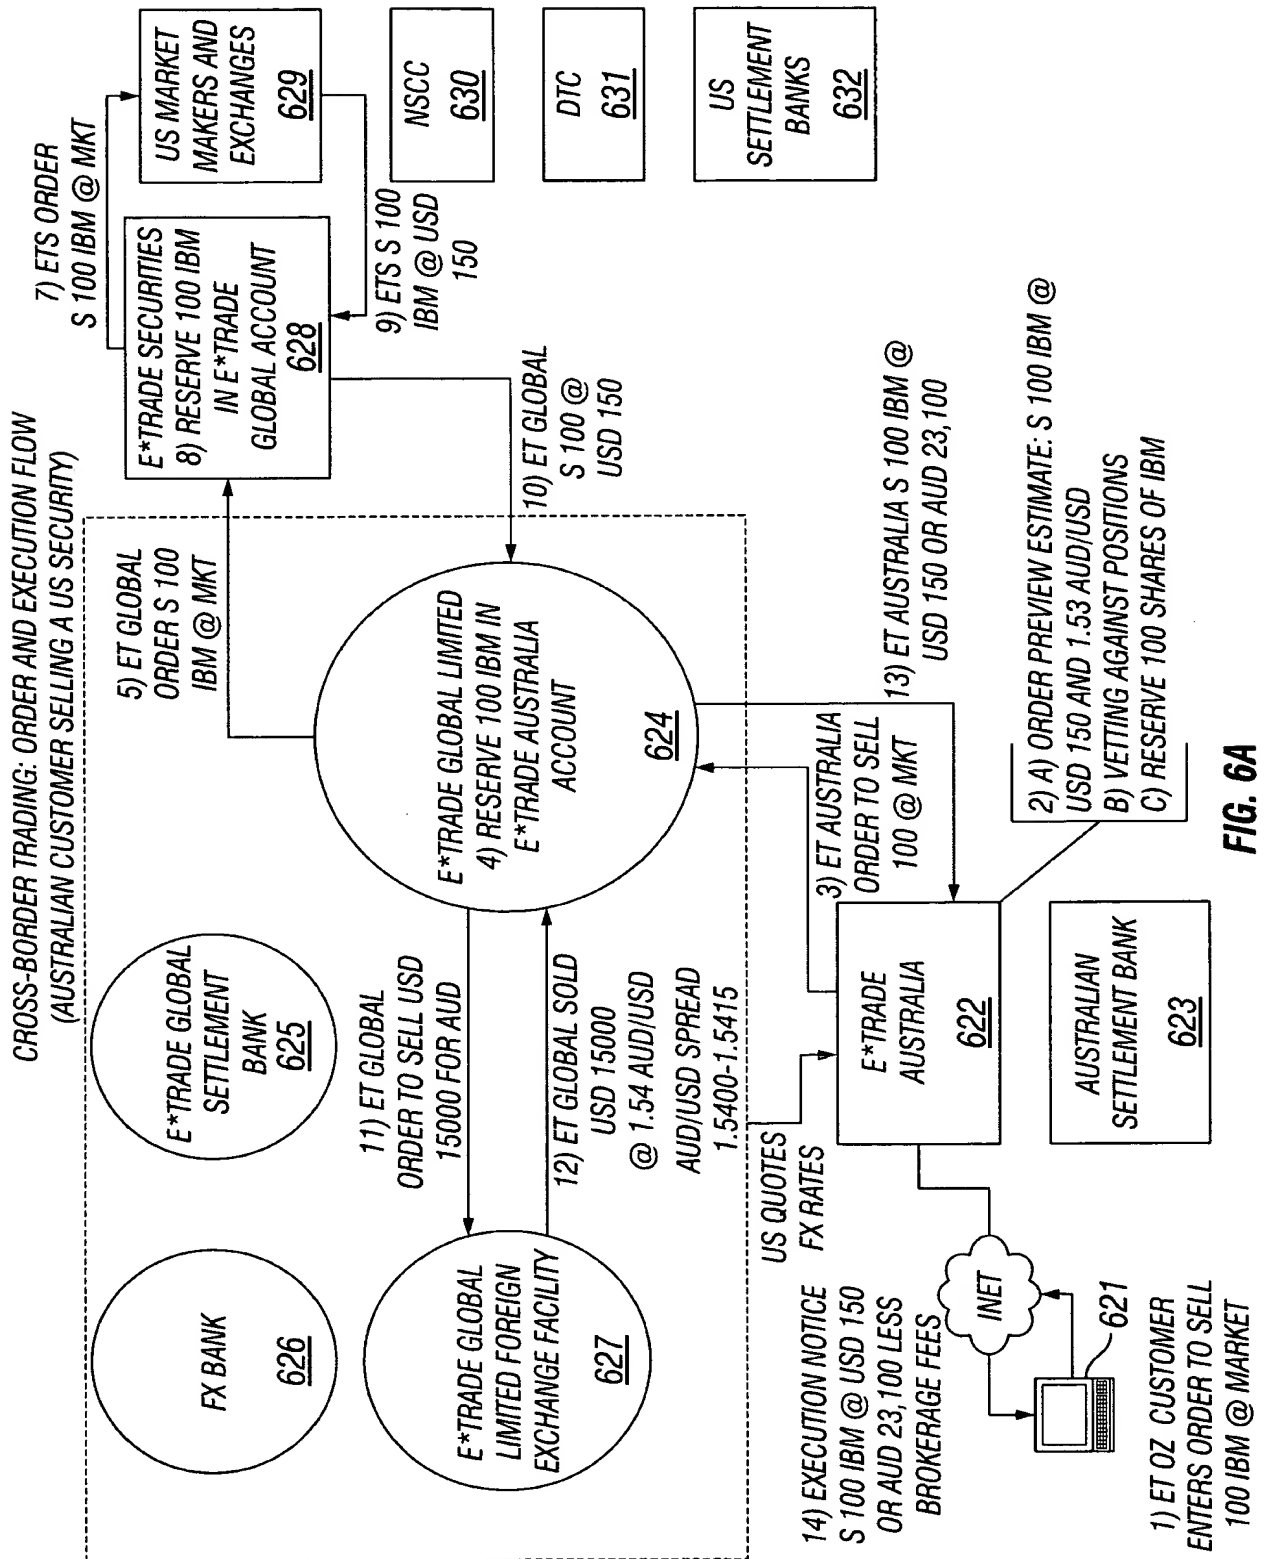 CROSS-BORDER TRADING: ORDER AND EXECUTION FLOW
(AUSTRALIAN CUSTOMER SELLING A US SECURITY)
FX BANK
626
E*TRADE GLOBAL
SETTLEMENT
BANK
625
5) ET GLOBAL
ORDER S 100
IBM @ MKT
E*TRADE SECURITIES
8) RESERVE 100 IBM
IN E*TRADE
GLOBAL ACCOUNT
628
7) ETS ORDER
S 100 IBM @ MKT
US MARKET
MAKERS AND
EXCHANGES
629
9) ETS S 100
IBM @ USD
150
NSCC
630
DTC
631
US
SETTLEMENT
BANKS
632
10) ET GLOBAL
S 100 @
USD 150
E*TRADE GLOBAL
LIMITED FOREIGN
EXCHANGE FACILITY
627
11) ET GLOBAL
ORDER TO SELL USD
15000 FOR AUD
12) ET GLOBAL SOLD
USD 15000
@ 1.54 AUD/USD
AUD/USD SPREAD
1.5400-1.5415
E*TRADE GLOBAL LIMITED
4) RESERVE 100 IBM IN
E*TRADE AUSTRALIA
ACCOUNT
624
US QUOTES
FX RATES
3) ET AUSTRALIA
ORDER TO SELL
100 @ MKT
13) ET AUSTRALIA S 100 IBM @
USD 150 OR AUD 23,100
14) EXECUTION NOTICE
S 100 IBM @ USD 150
OR AUD 23,100 LESS
BROKERAGE FEES
INET
621
1) ET OZ CUSTOMER
ENTERS ORDER TO SELL
100 IBM @ MARKET
E*TRADE
AUSTRALIA
622
AUSTRALIAN
SETTLEMENT BANK
623
2) A) ORDER PREVIEW ESTIMATE: S 100 IBM @
USD 150 AND 1.53 AUD/USD
B) VETTING AGAINST POSITIONS
C) RESERVE 100 SHARES OF IBM
FIG. 6A